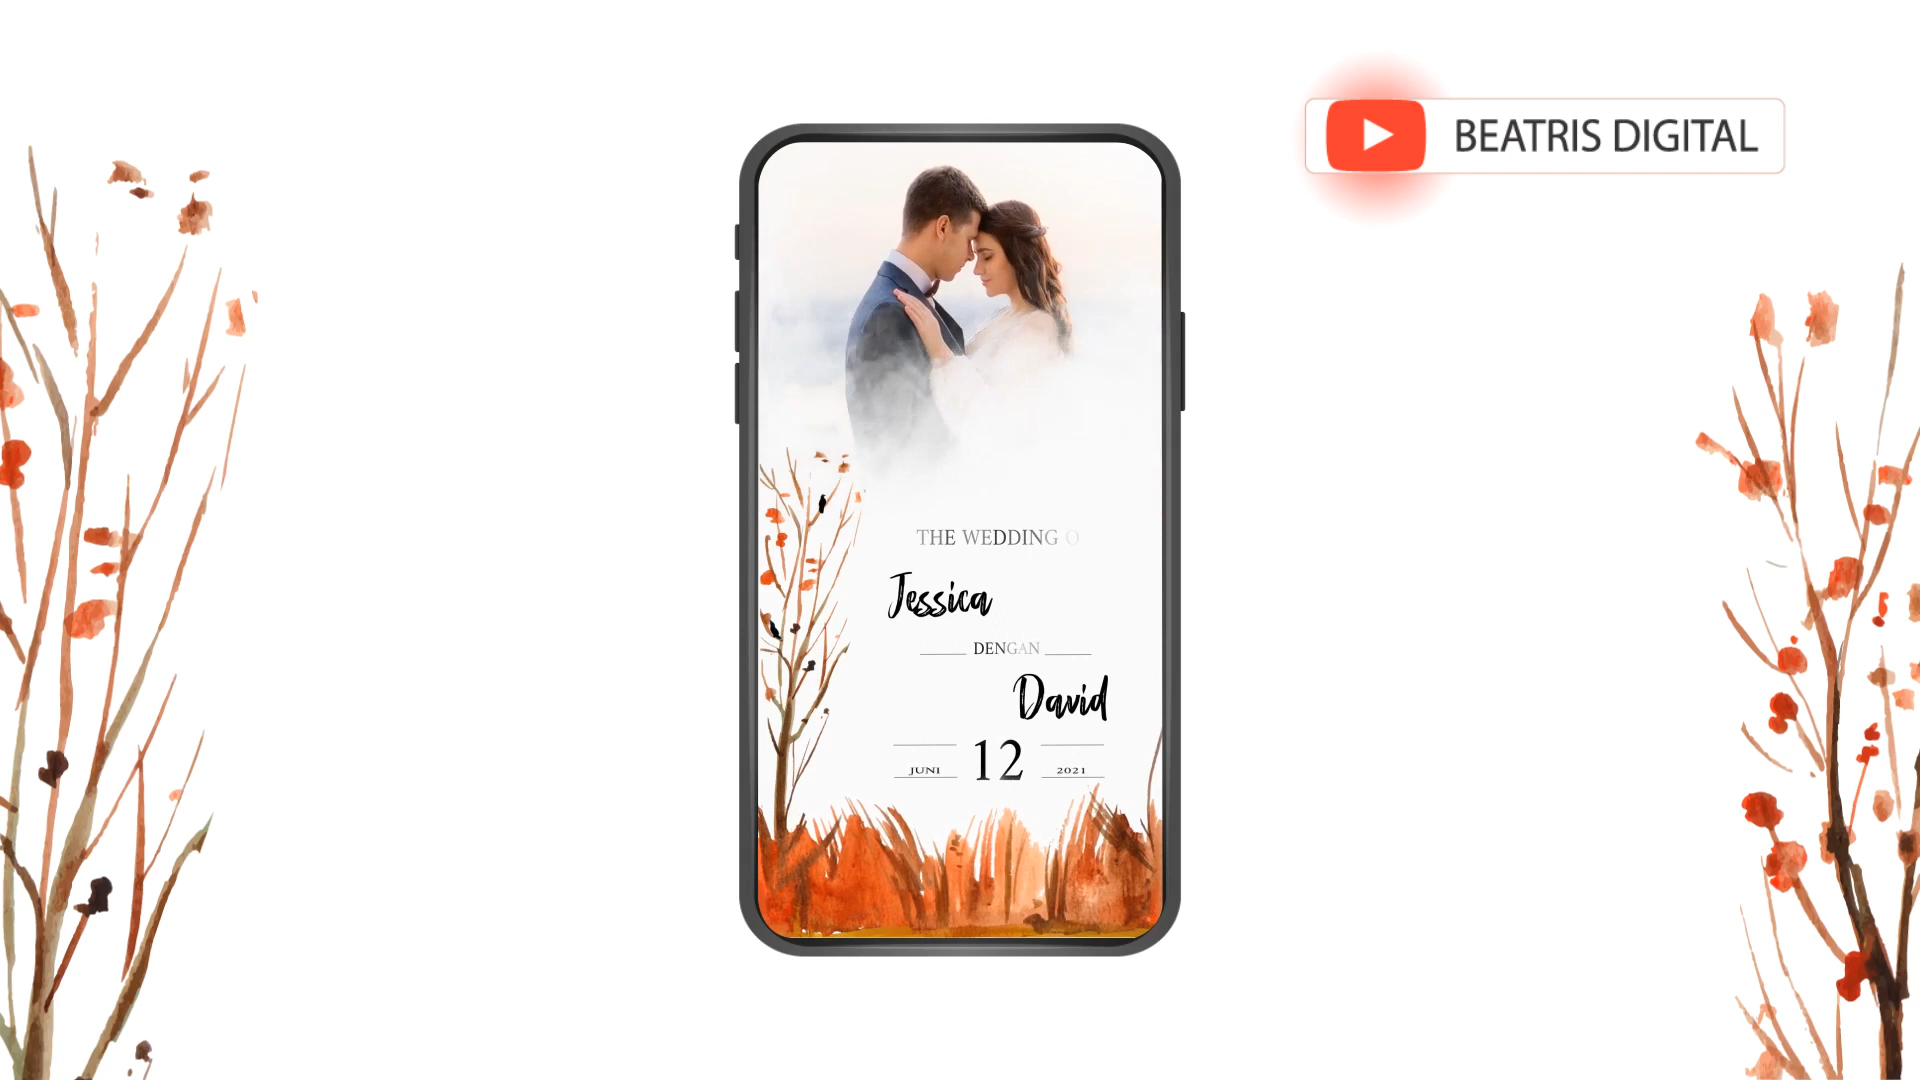 BEATRIS DIGITAL
THE WEDDING O
Jessica
DENGAN
David
JUNI 12 2021